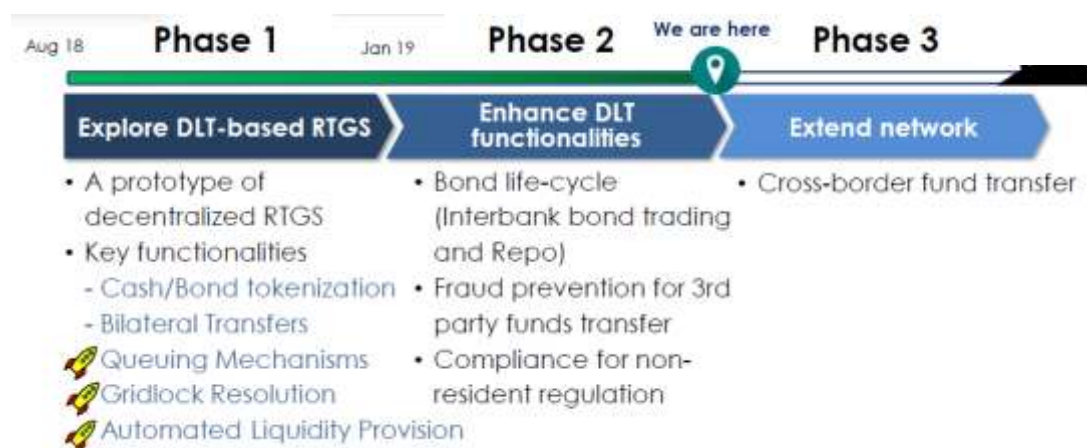 Aug 18
Phase 1
Jan 19
Phase 2
We are here
Phase 3
Explore DLT-based RTGS
Enhance DLT
functionalities
Extend network
• A prototype of
decentralized RTGS
• Key functionalities
- Cash/Bond tokenization
- Bilateral Transfers
Queuing Mechanisms
Gridlock Resolution
Automated Liquidity Provision
• Bond life-cycle
(Interbank bond trading
and Repo)
• Fraud prevention for 3rd
party funds transfer
• Compliance for non-
resident regulation
• Cross-border fund transfer